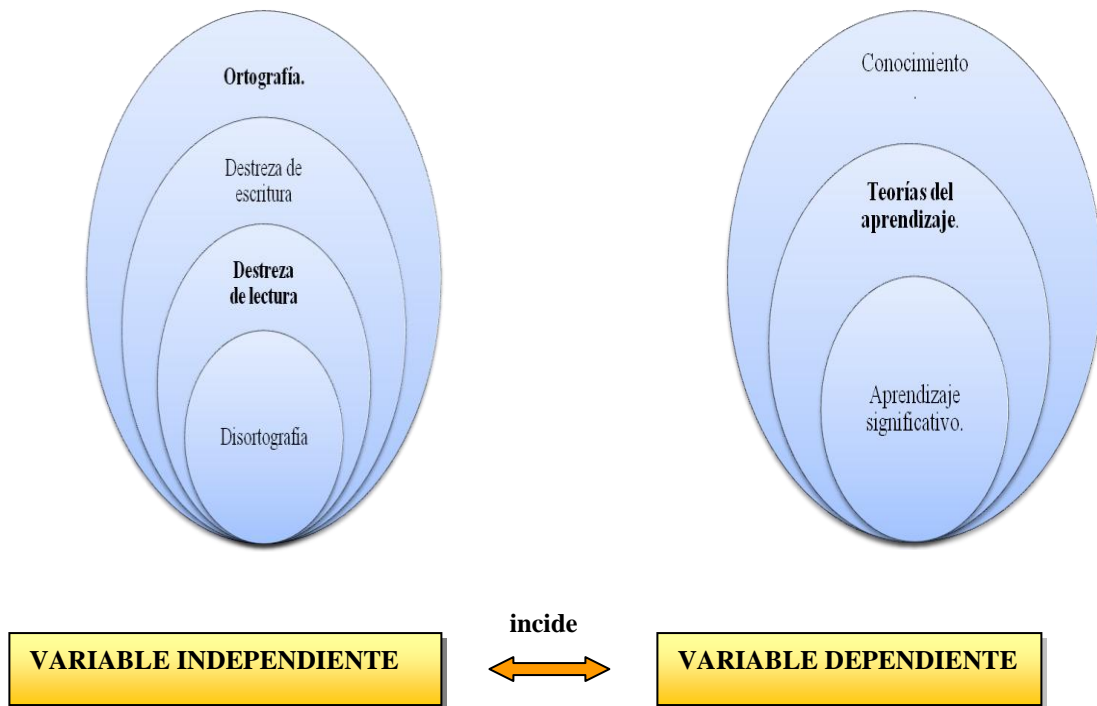 Ortografía.
Destreza de
escritura
Destreza
de lectura
Disortografía
Conocimiento
.
Teorías del
aprendizaje.
Aprendizaje
significativo.
incide
VARIABLE INDEPENDIENTE
VARIABLE DEPENDIENTE